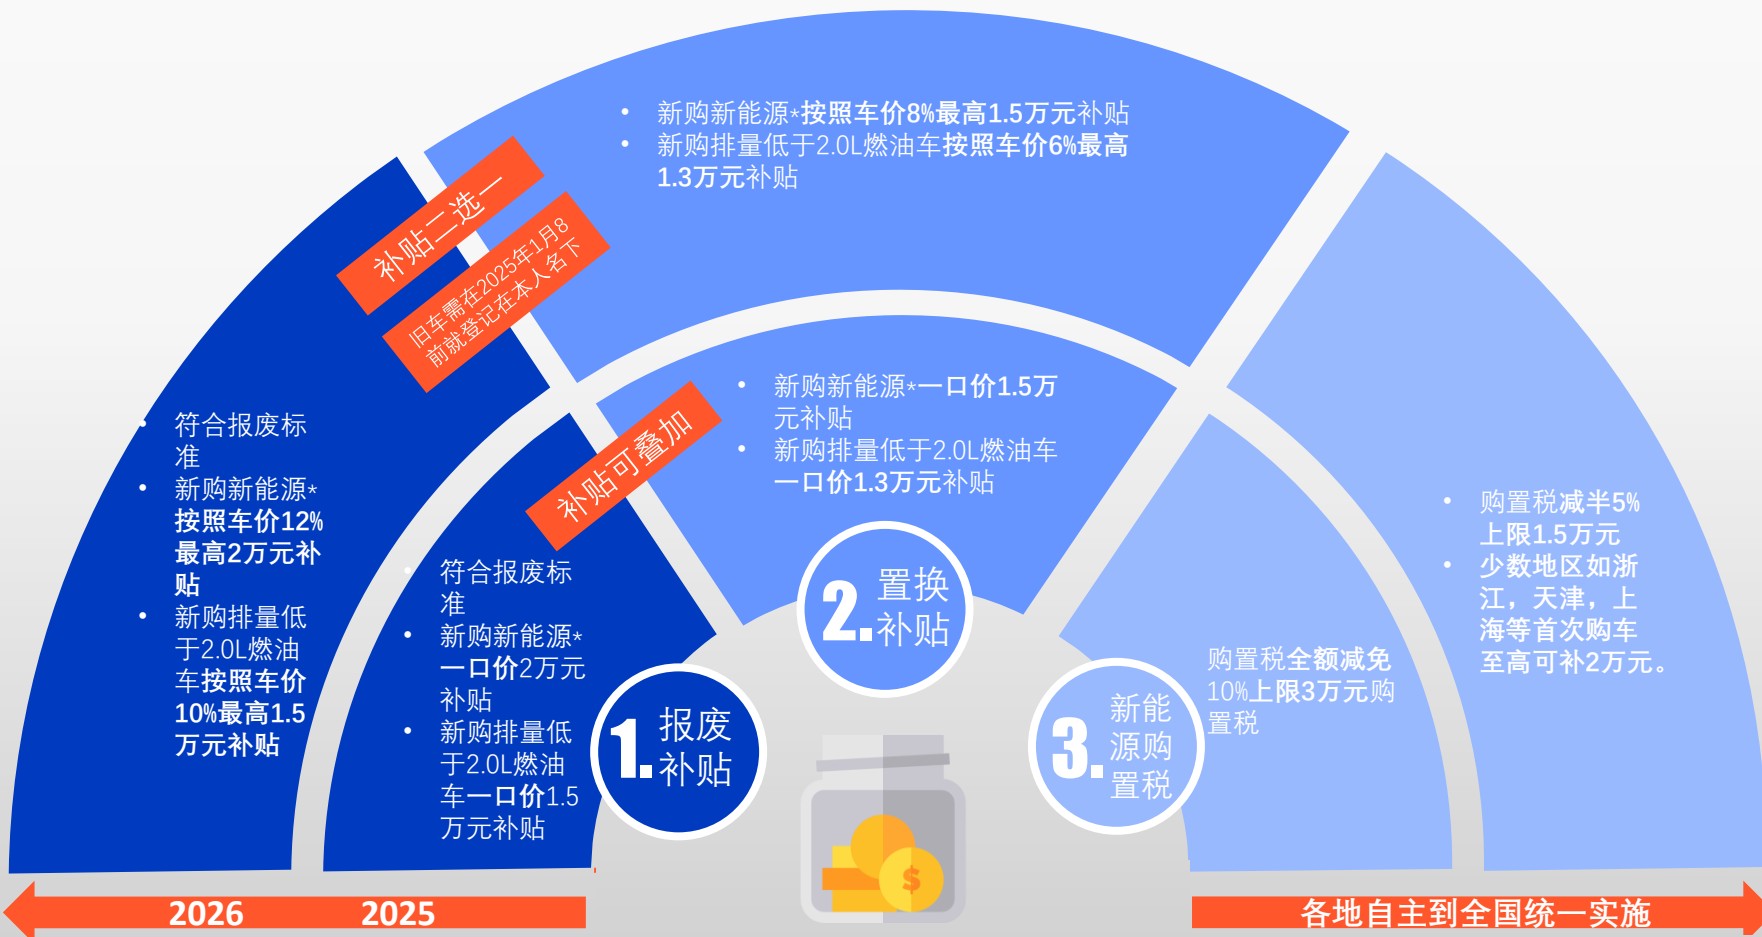 新购新能源*按照车价8%最高1.5万元补贴
新购排量低于2.0L燃油车按照车价6%最高
1.3万元补贴
补贴二选一
旧车需在2025年1月8
前就登记在本人名下
新购新能源*一口价1.5万
元补贴
新购排量低于2.0L燃油车
一口价1.3万元补贴
补贴可叠加
符合报废标
准
新购新能源*
按照车价12%
最高2万元补
贴
新购排量低
于2.0L燃油
车按照车价
10%最高1.5
万元补贴
符合报废标
准
新购新能源*
一口价2万元
补贴
新购排量低
于2.0L燃油
车一口价1.5
万元补贴
1.
报废
补贴
2.
置换
补贴
3.
新能
源购
置税
购置税全额减免
10%上限3万元购
置税
购置税减半5%
上限1.5万元
少数地区如浙
江，天津，上
海等首次购车
至高可补2万元。
2026
2025
各地自主到全国统一实施
$